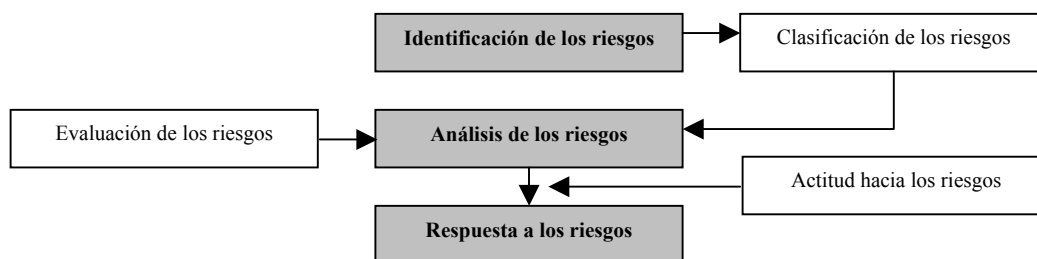 Identificación de los riesgos
Clasificación de los riesgos
Evaluación de los riesgos
Análisis de los riesgos
Actitud hacia los riesgos
Respuesta a los riesgos